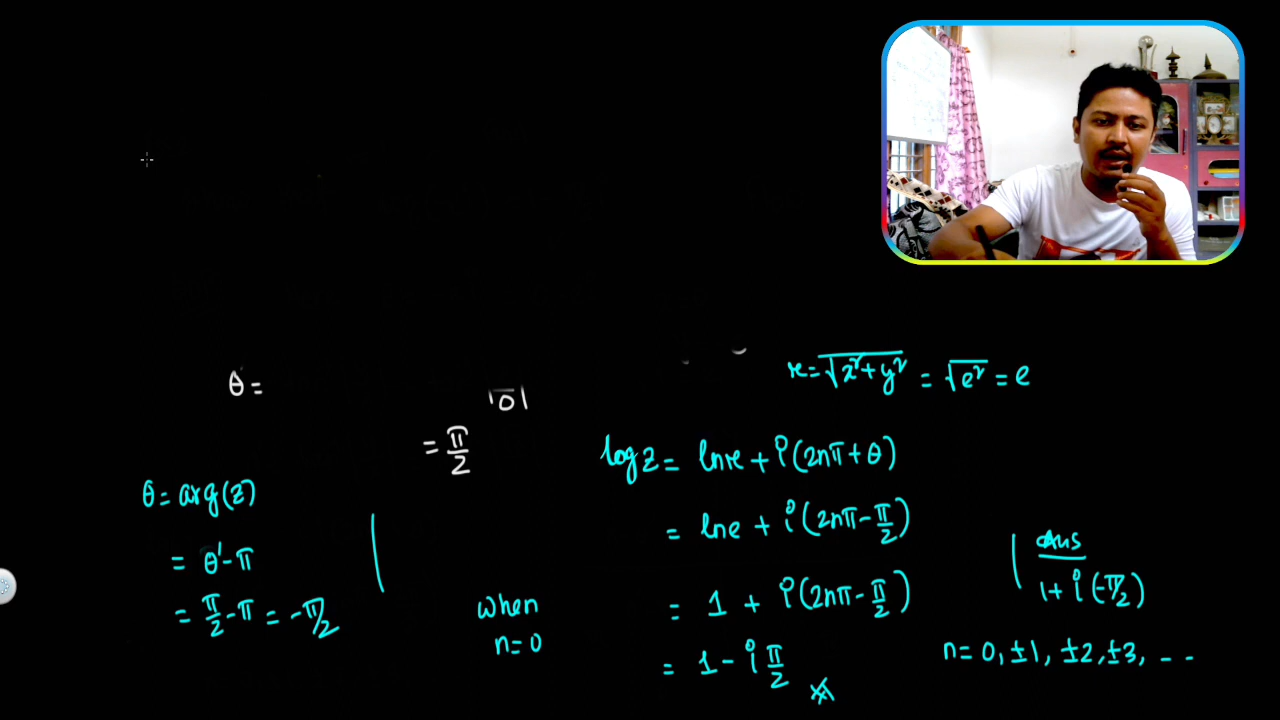 r = √x²+y² = √e² = e
θ =
|0|
= π/2
log z = ln r + i(2nπ + θ)
θ = arg(z)
= ln e + i(2nπ - π/2)
ans
= θ' - π
1 + i(-π/2)
= 1 + i(2nπ - π/2)
when
= π/2 - π = -π/2
n = 0
n = 0, ±1, ±2, ±3, - -
= 1 - i π/2